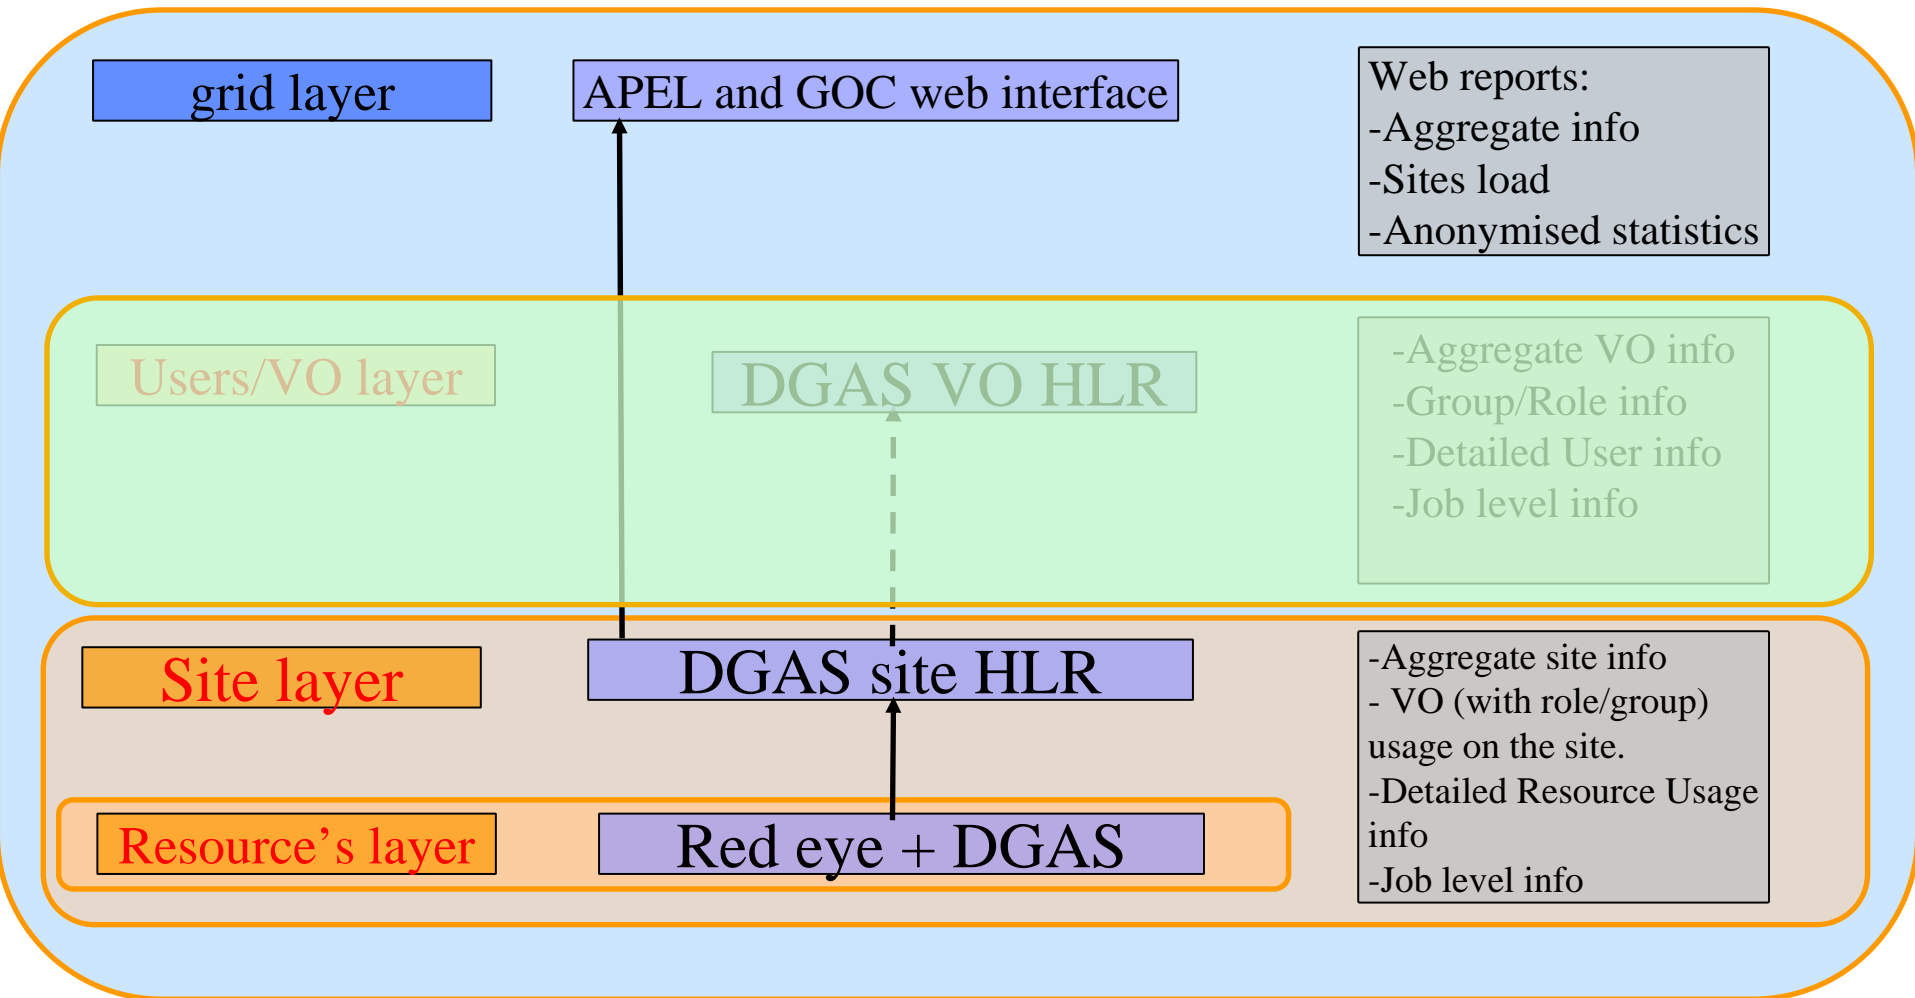 grid layer
APEL and GOC web interface
Web reports:
-Aggregate info
-Sites load
-Anonymised statistics
Users/VO layer
DGAS VO HLR
-Aggregate VO info
-Group/Role info
-Detailed User info
-Job level info
Site layer
DGAS site HLR
-Aggregate site info
- VO (with role/group)
usage on the site.
-Detailed Resource Usage
info
-Job level info
Resource’s layer
Red eye + DGAS